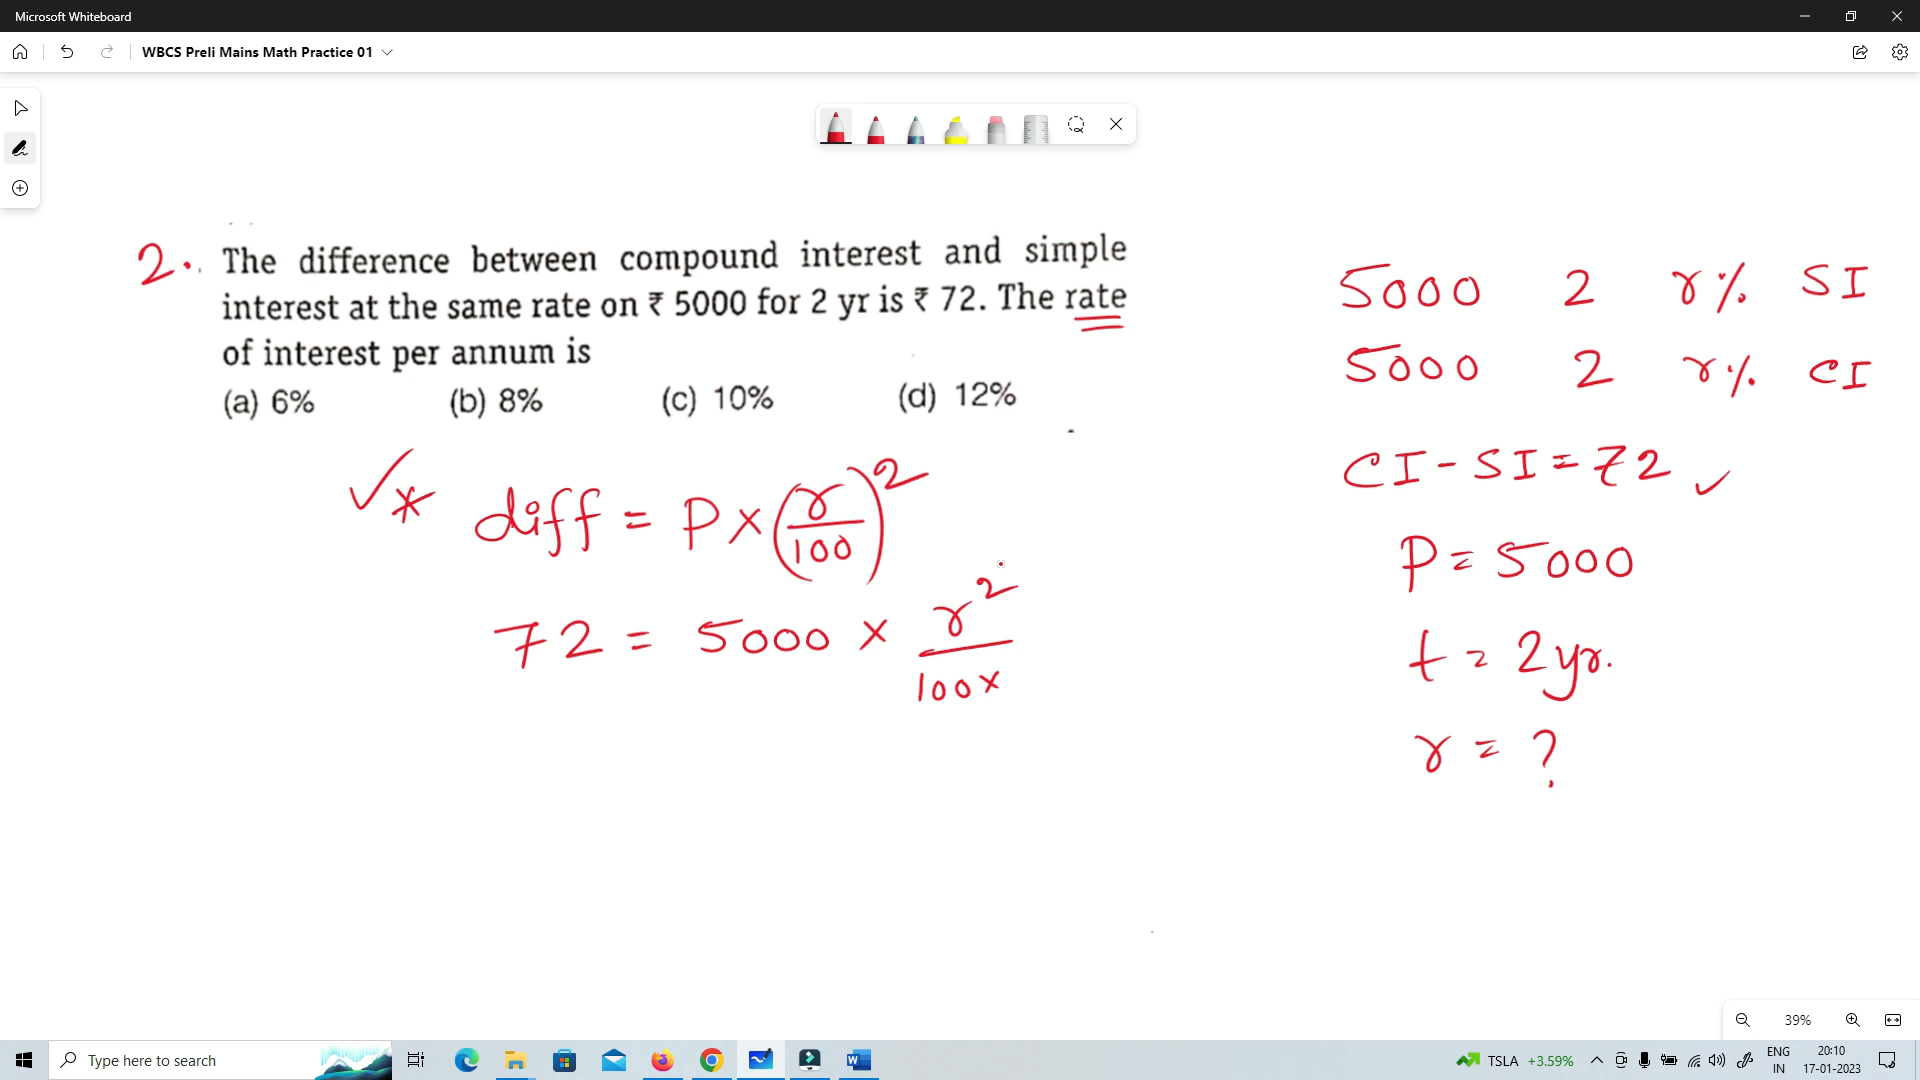 Microsoft Whiteboard
WBCS Preli Mains Math Practice 01
2. The difference between compound interest and simple
interest at the same rate on ₹ 5000 for 2 yr is ₹ 72. The rate
of interest per annum is
(a) 6% (b) 8% (c) 10% (d) 12%
✓* diff = P × (r/100)²
72 = 5000 × r²/100×
5000 2 r% SI
5000 2 r% CI
CI - SI = 72 ✓
P = 5000
t = 2 yr.
r = ?
39%
Type here to search
TSLA +3.59%
ENG
IN
20:10
17-01-2023